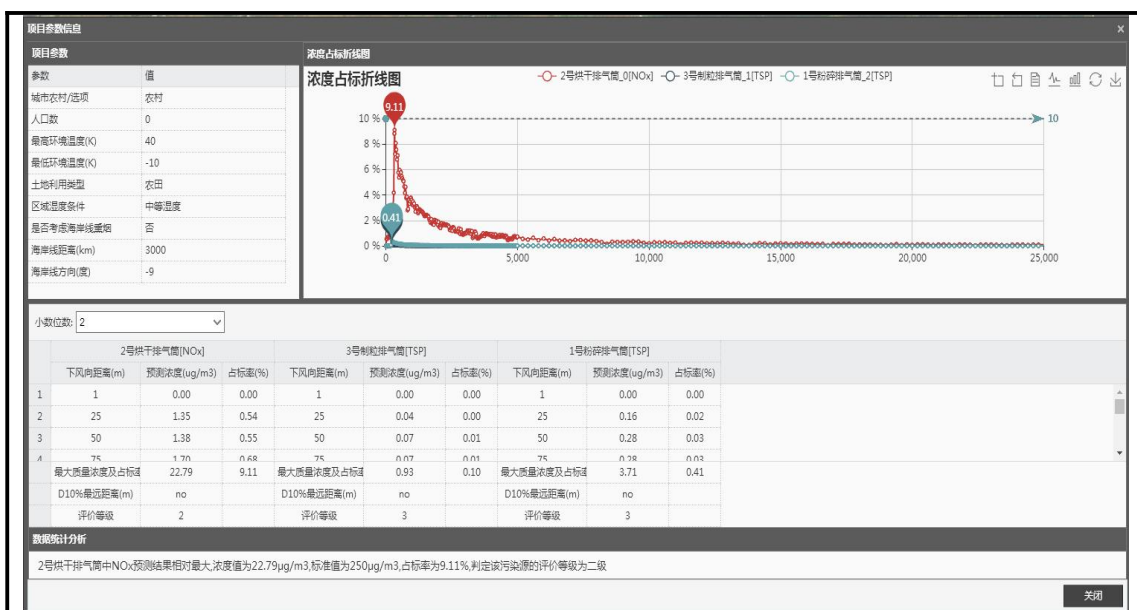 项目参数信息 x
项目参数
参数 值
城市农村/选项 农村
人口数 0
最高环境温度(K) 40
最低环境温度(K) -10
土地利用类型 农田
区域湿度条件 中等湿度
是否考虑海岸线熏烟 否
海岸线距离(km) 3000
海岸线方向(度) -9
浓度占标折线图
浓度占标折线图
2号烘干排气筒_0[NOx] 3号制粒排气筒_1[TSP] 1号粉碎排气筒_2[TSP]
9.11
10 % 10
8 %
6 %
4 %
0.41
2 %
0 %
0 5,000 10,000 15,000 20,000 25,000
小数位数: 2
2号烘干排气筒[NOx] 3号制粒排气筒[TSP] 1号粉碎排气筒[TSP]
下风向距离(m) 预测浓度(ug/m3) 占标率(%) 下风向距离(m) 预测浓度(ug/m3) 占标率(%) 下风向距离(m) 预测浓度(ug/m3) 占标率(%)
1 1 0.00 0.00 1 0.00 0.00 1 0.00 0.00
2 25 1.35 0.54 25 0.04 0.00 25 0.16 0.02
3 50 1.38 0.55 50 0.07 0.01 50 0.28 0.03
4 75 1.70 0.68 75 0.07 0.01 75 0.28 0.03
最大质量浓度及占标率 22.79 9.11 最大质量浓度及占标率 0.93 0.10 最大质量浓度及占标率 3.71 0.41
D10%最远距离(m) no D10%最远距离(m) no D10%最远距离(m) no
评价等级 2 评价等级 3 评价等级 3
数据统计分析
2号烘干排气筒中NOx预测结果相对最大,浓度值为22.79μg/m3,标准值为250μg/m3,占标率为9.11%,判定该污染源的评价等级为二级
关闭